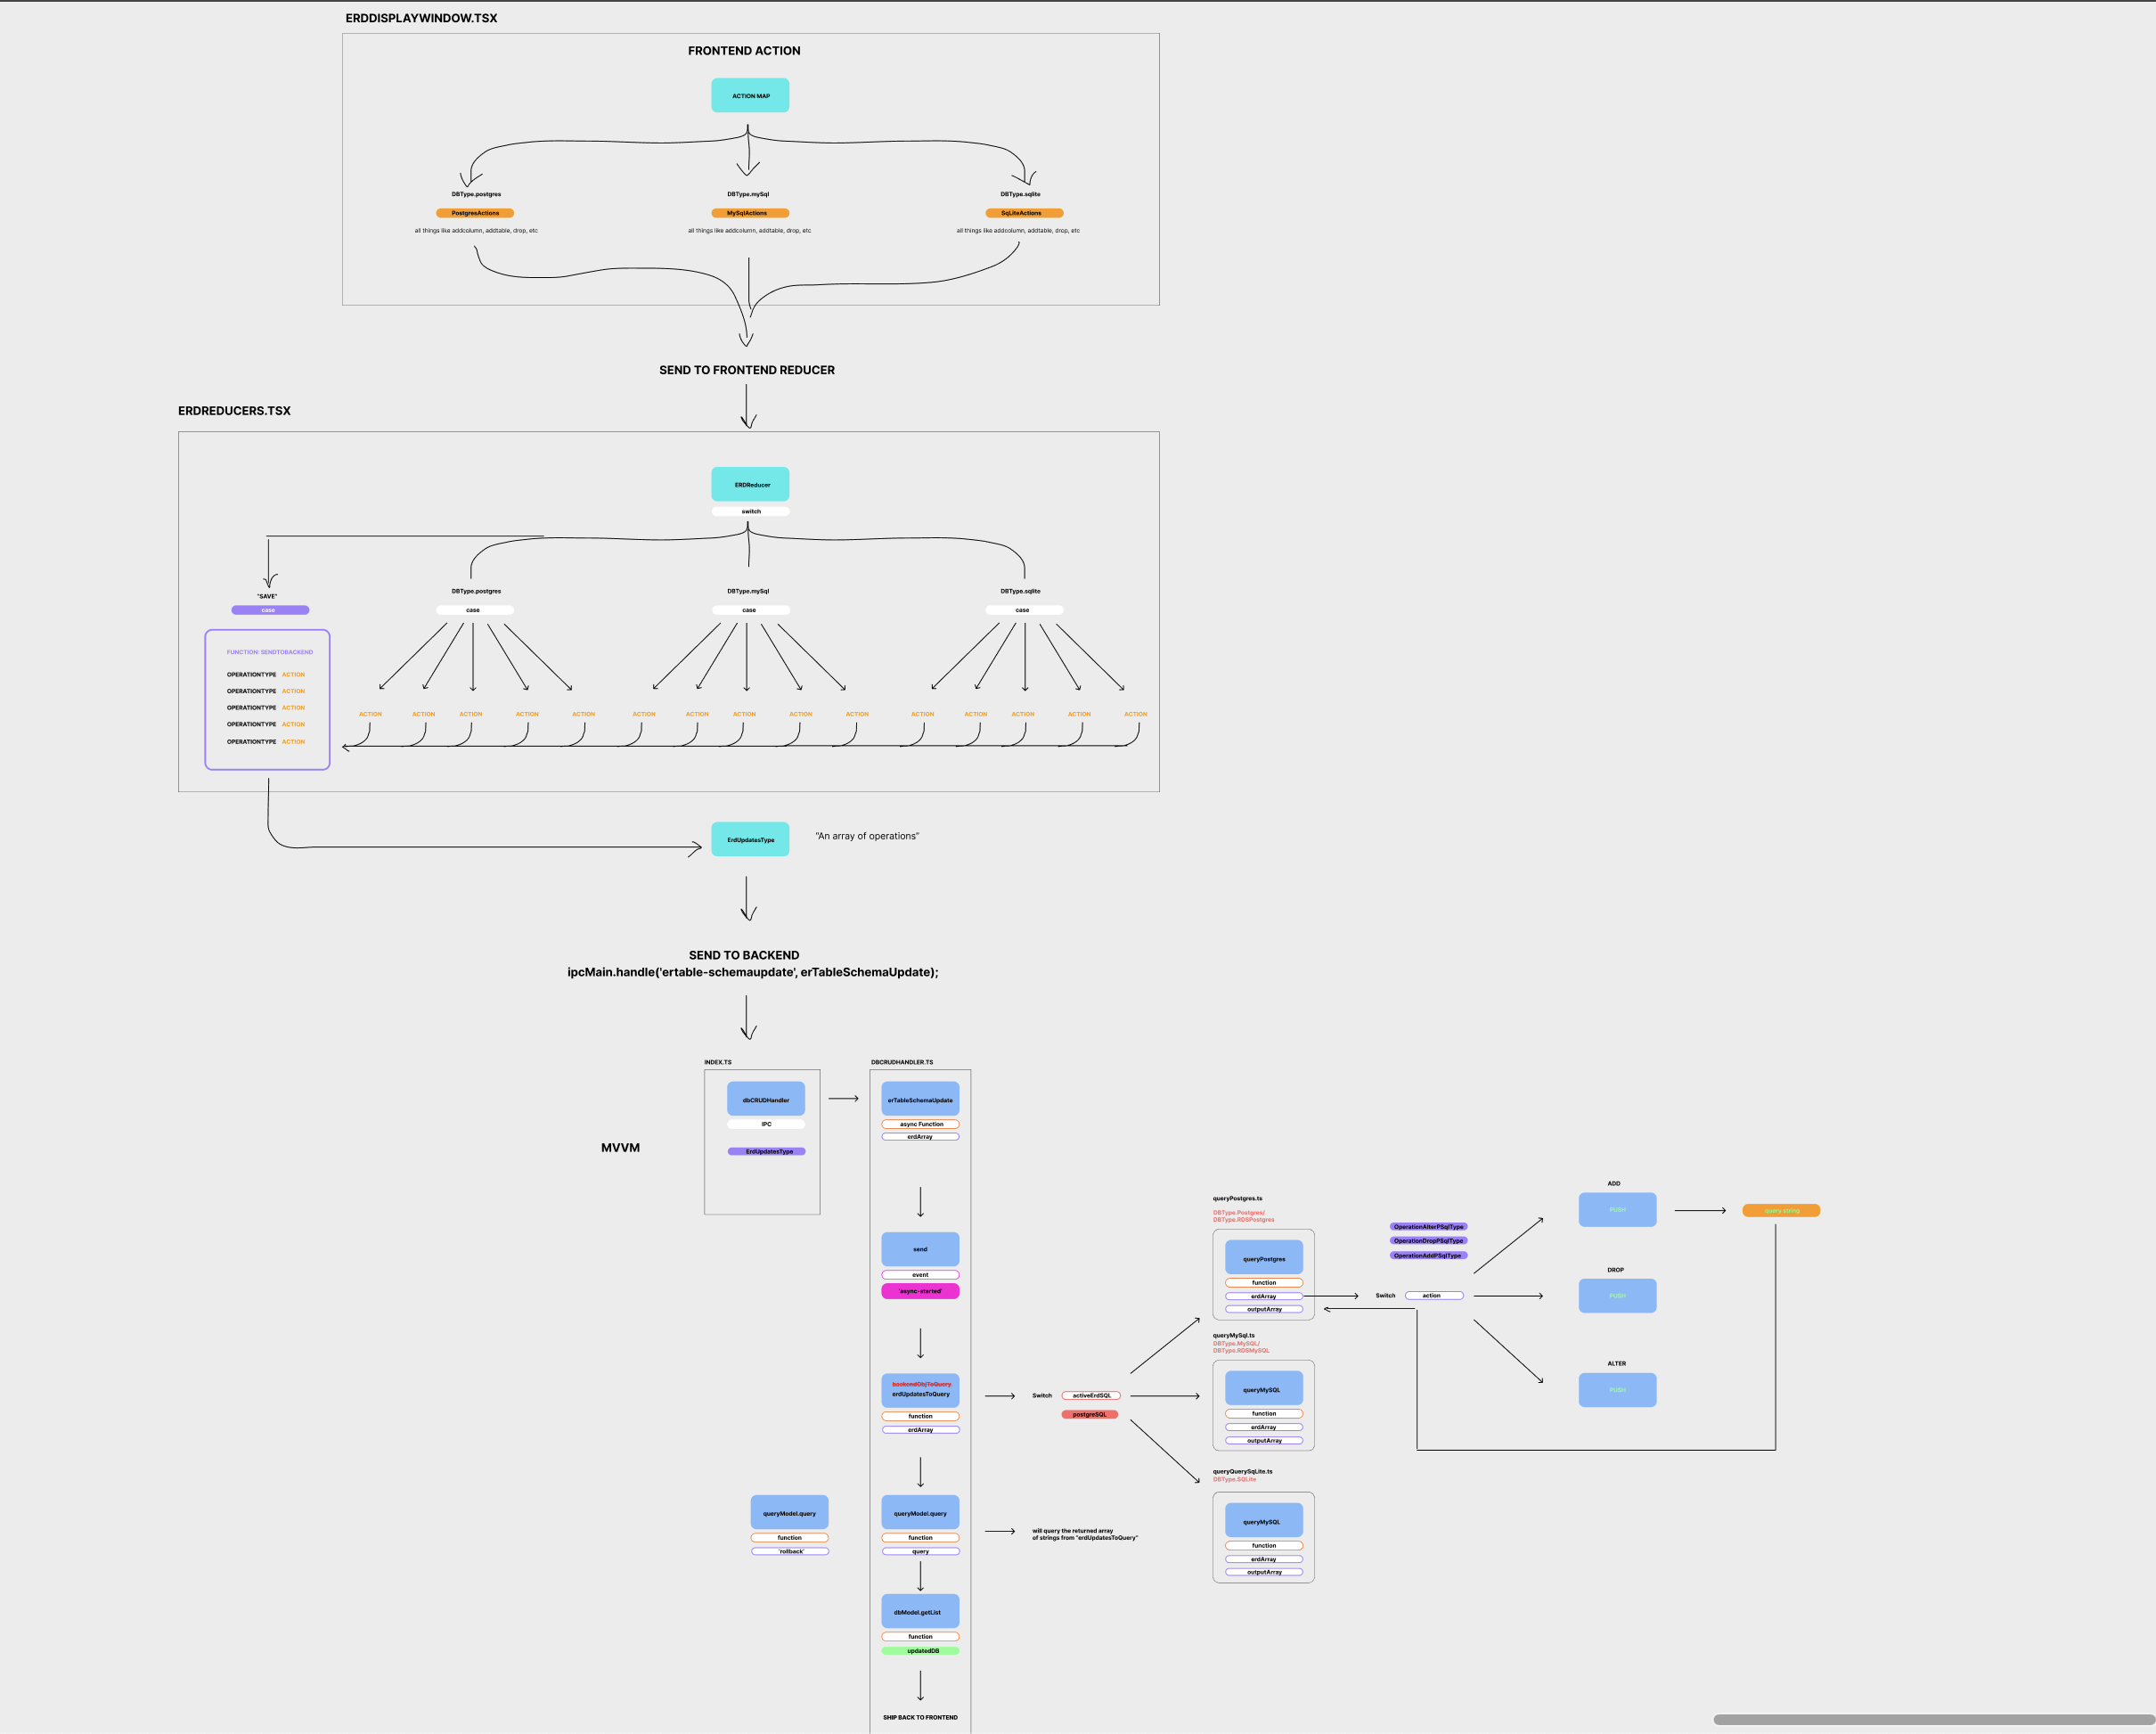 ERDDISPLAYWINDOW.TSX
FRONTEND ACTION
ACTION MAP
DBType.postgres
DBType.mySql
DBType.sqlite
PostgresActions
MySqlActions
SqLiteActions
all things like addcolumn, addtable, drop, etc
all things like addcolumn, addtable, drop, etc
all things like addcolumn, addtable, drop, etc
SEND TO FRONTEND REDUCER
ERDREDUCERS.TSX
ERDReducer
switch
"SAVE"
case
DBType.postgres
case
DBType.mySql
case
DBType.sqlite
case
FUNCTION: SENDTOBACKEND
OPERATIONTYPE ACTION
OPERATIONTYPE ACTION
OPERATIONTYPE ACTION
OPERATIONTYPE ACTION
OPERATIONTYPE ACTION
ACTION ACTION ACTION ACTION ACTION
ACTION ACTION ACTION ACTION ACTION
ACTION ACTION ACTION ACTION ACTION
ErdUpdatesType
"An array of operations"
SEND TO BACKEND
ipcMain.handle('ertable-schemaupdate', erTableSchemaUpdate);
MVVM
INDEX.TS
dbCRUDHandler
IPC
ErdUpdatesType
DBCRUDHANDLER.TS
erTableSchemaUpdate
async Function
erdArray
send
event
'async-started'
backendObjToQuery
erdUpdatesToQuery
function
erdArray
Switch
activeErdSQL
postgreSQL
queryPostgres.ts
DBType.Postgres/
DBType.RDSPostgres
queryPostgres
function
erdArray
outputArray
OperationAlterPSqlType
OperationDropPSqlType
OperationAddPSqlType
Switch
action
ADD
PUSH
query string
DROP
PUSH
ALTER
PUSH
queryMySql.ts
DBType.MySQL/
DBType.RDSMySQL
queryMySQL
function
erdArray
outputArray
queryQuerySqLite.ts
DBType.SQLite
queryMySQL
function
erdArray
outputArray
queryModel.query
function
'rollback'
queryModel.query
function
query
will query the returned array
of strings from "erdUpdatesToQuery"
dbModel.getList
function
updatedDB
SHIP BACK TO FRONTEND